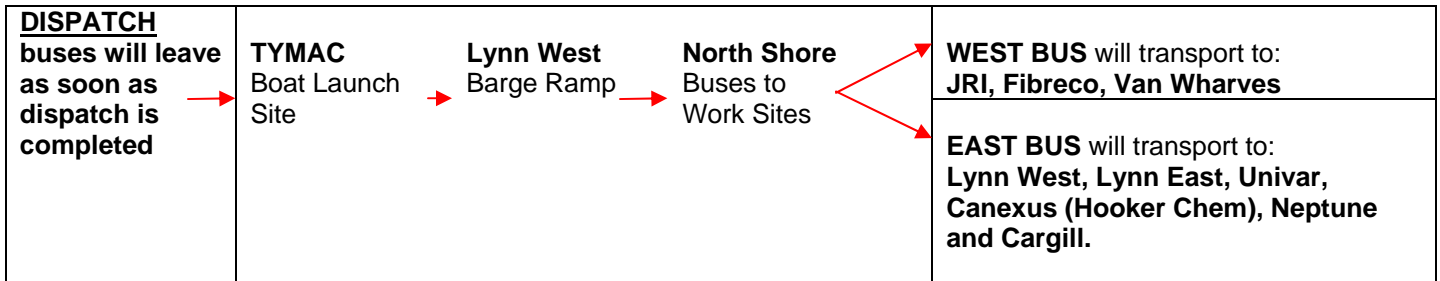 DISPATCH
buses will leave
as soon as
dispatch is
completed
TYMAC
Boat Launch
Site
Lynn West
Barge Ramp
North Shore
Buses to
Work Sites
WEST BUS will transport to:
JRI, Fibreco, Van Wharves
EAST BUS will transport to:
Lynn West, Lynn East, Univar,
Canexus (Hooker Chem), Neptune
and Cargill.